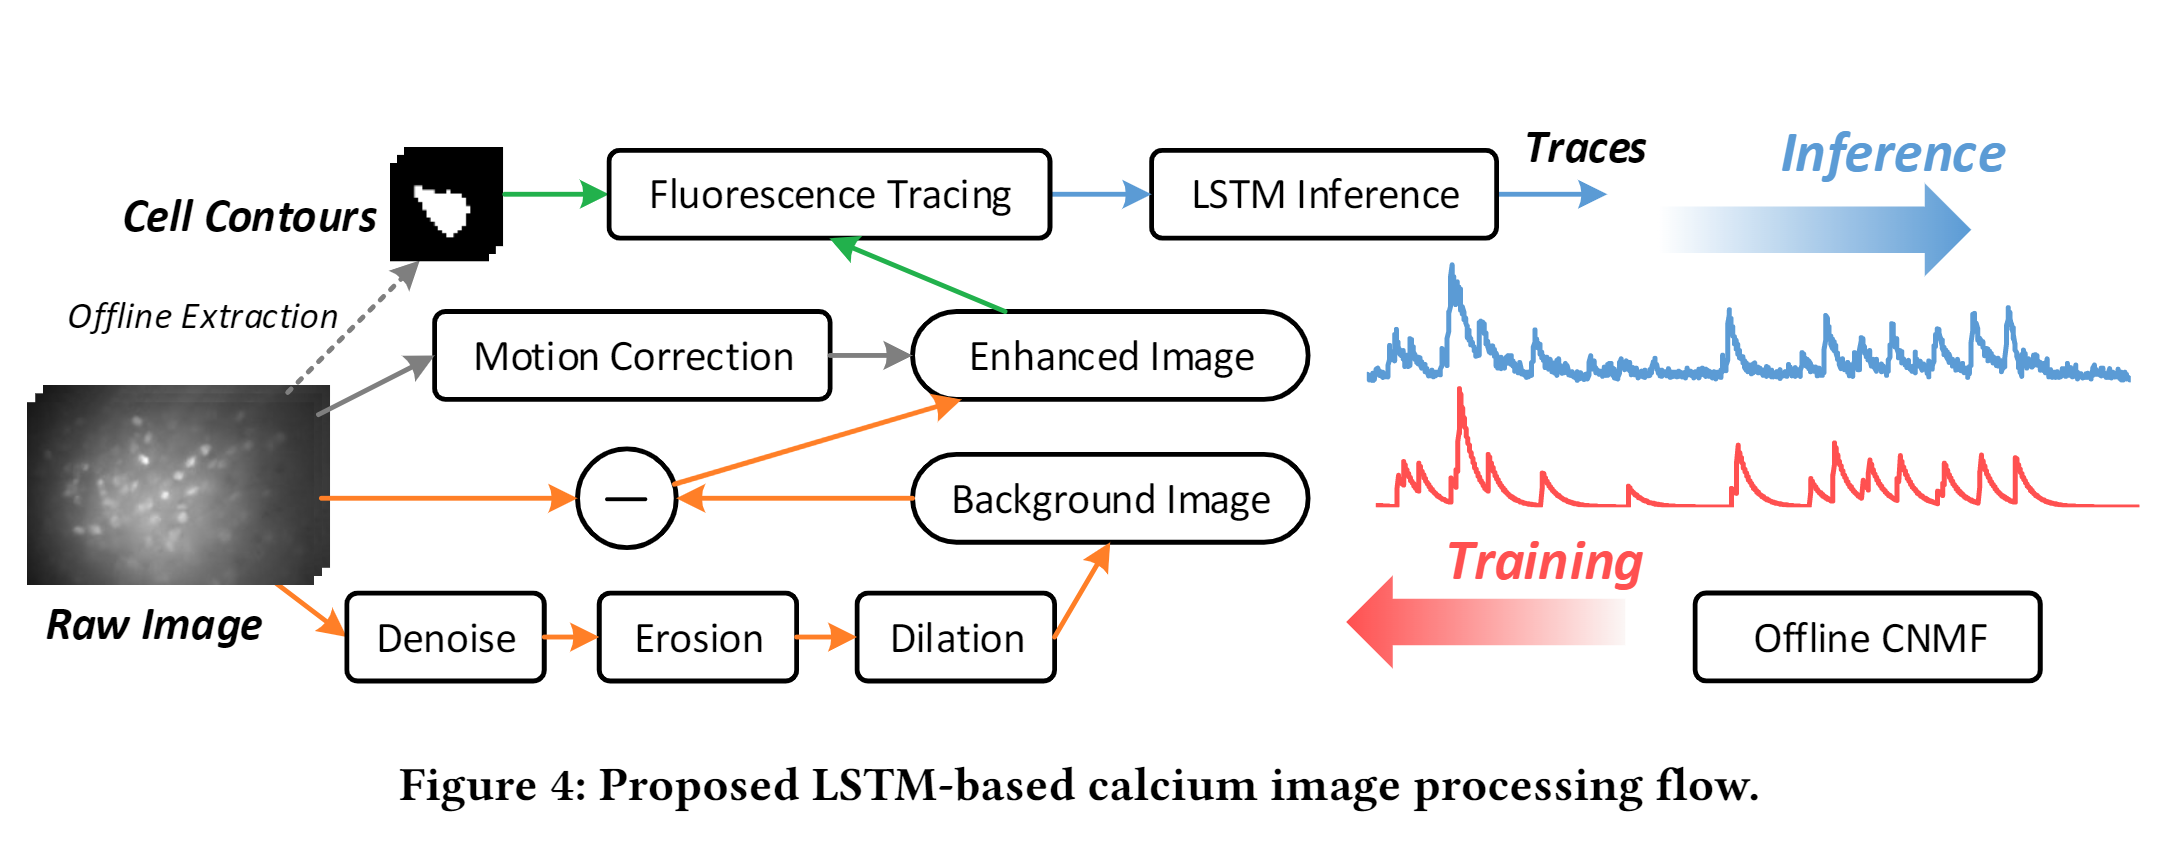 Cell Contours
Fluorescence Tracing
LSTM Inference
Traces
Inference
Offline Extraction
Motion Correction
Enhanced Image
Background Image
Raw Image
Denoise
Erosion
Dilation
Training
Offline CNMF
Figure 4: Proposed LSTM-based calcium image processing flow.